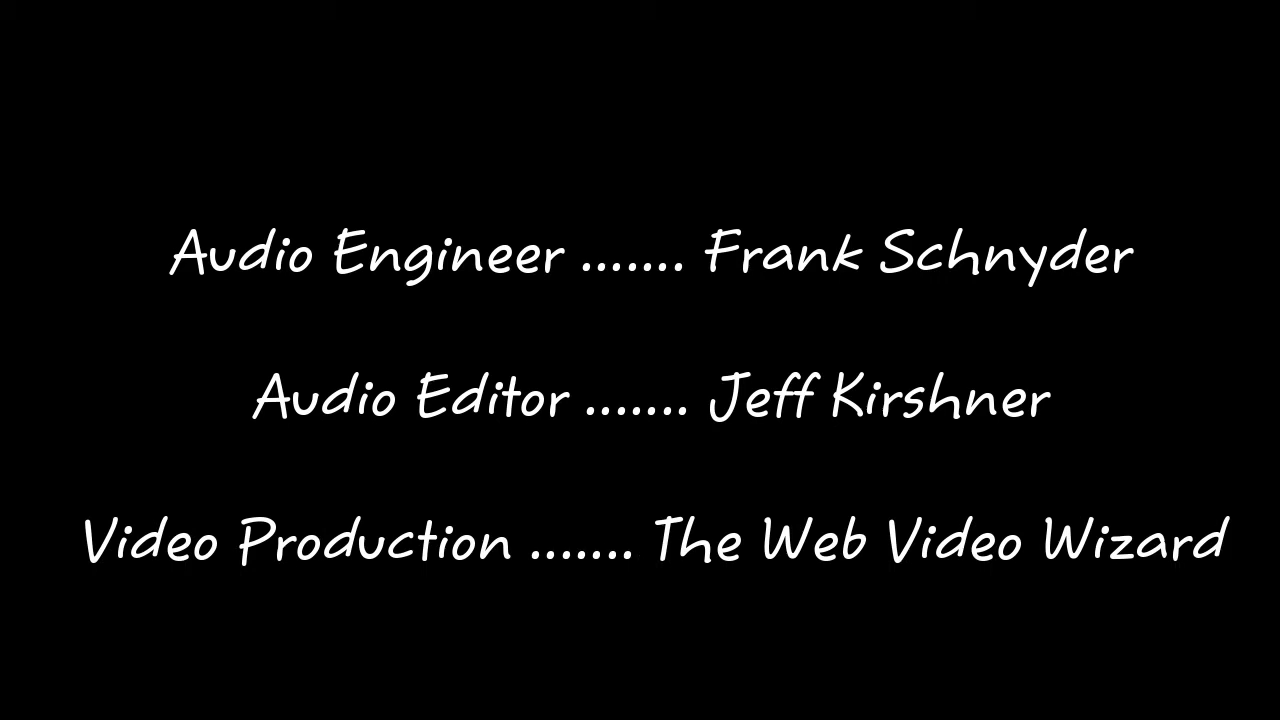 Audio Engineer ....... Frank Schnyder
Audio Editor ....... Jeff Kirshner
Video Production ....... The Web Video Wizard